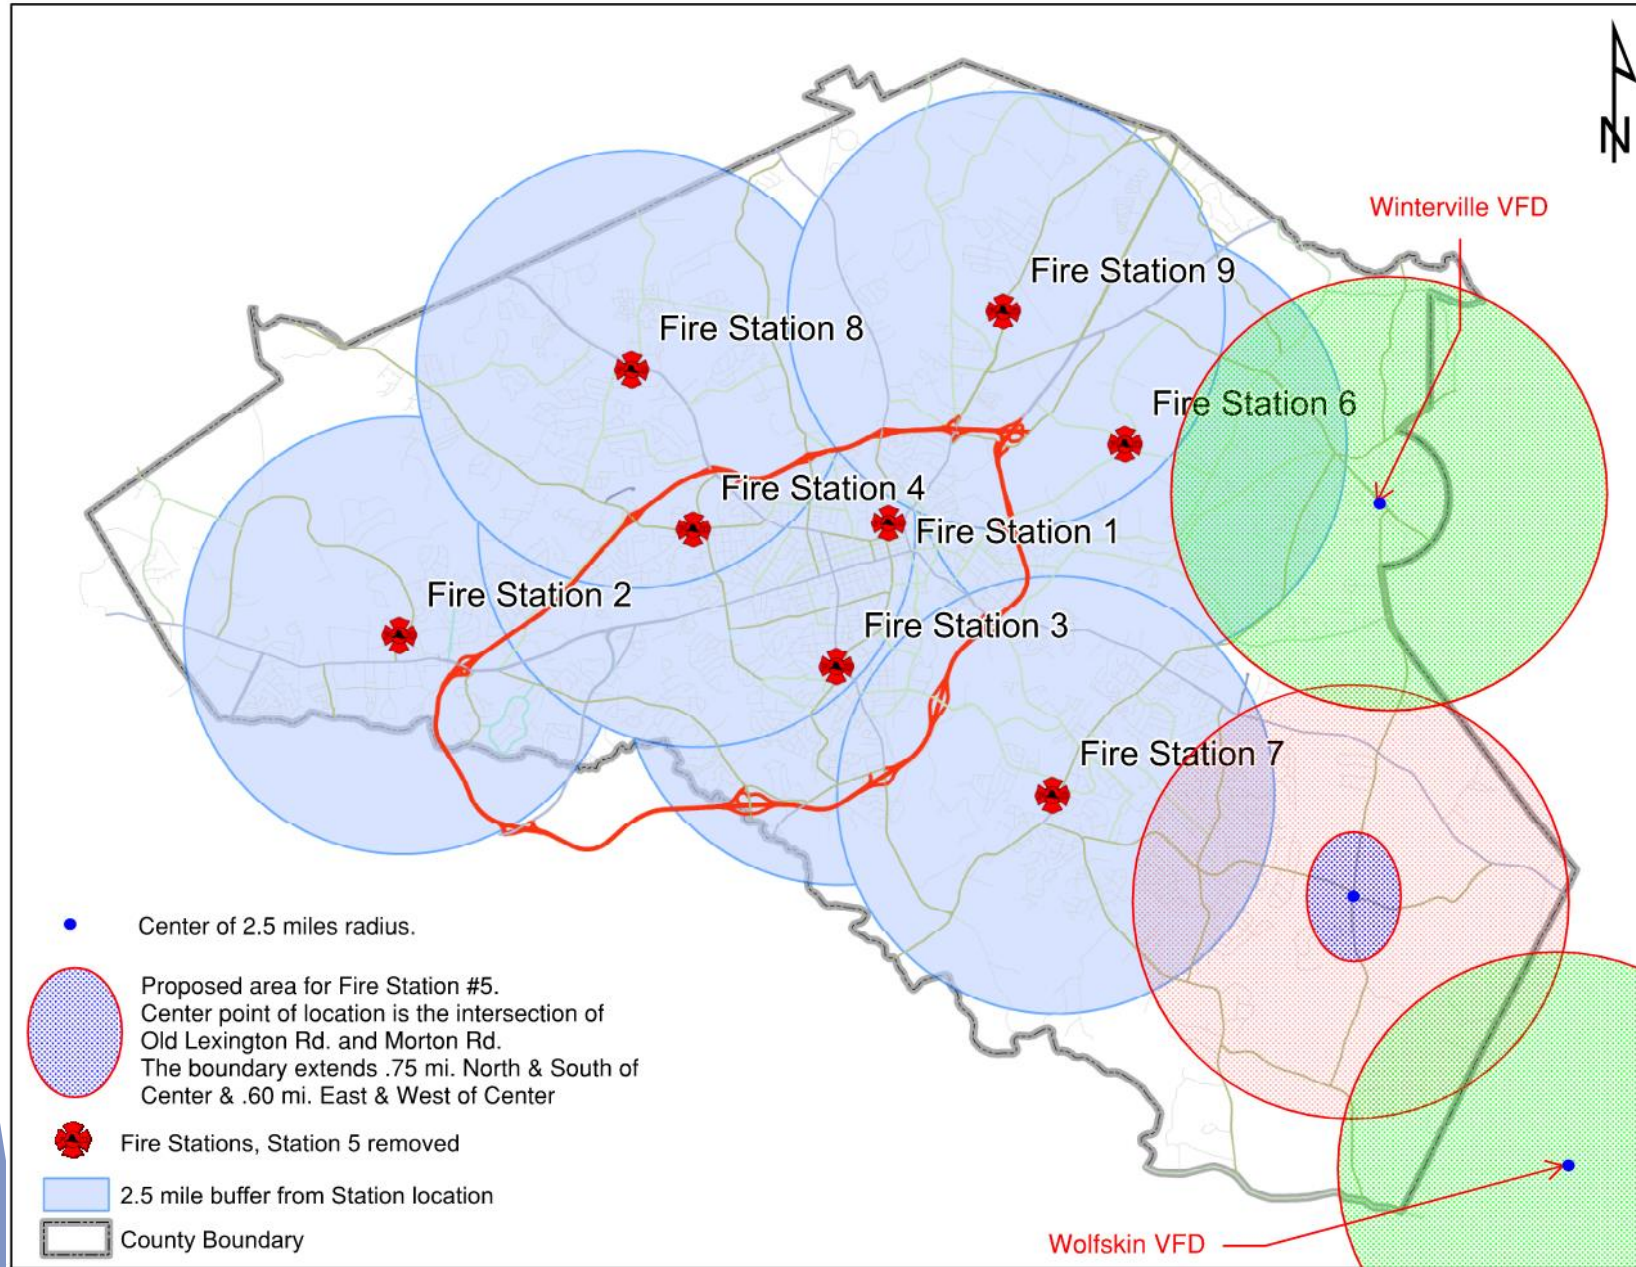 N
Winterville VFD
Fire Station 9
Fire Station 8
Fire Station 6
Fire Station 4
Fire Station 1
Fire Station 2
Fire Station 3
Fire Station 7
Center of 2.5 miles radius.
Proposed area for Fire Station #5.
Center point of location is the intersection of
Old Lexington Rd. and Morton Rd.
The boundary extends .75 mi. North & South of
Center & .60 mi. East & West of Center
Fire Stations, Station 5 removed
2.5 mile buffer from Station location
County Boundary
Wolfskin VFD